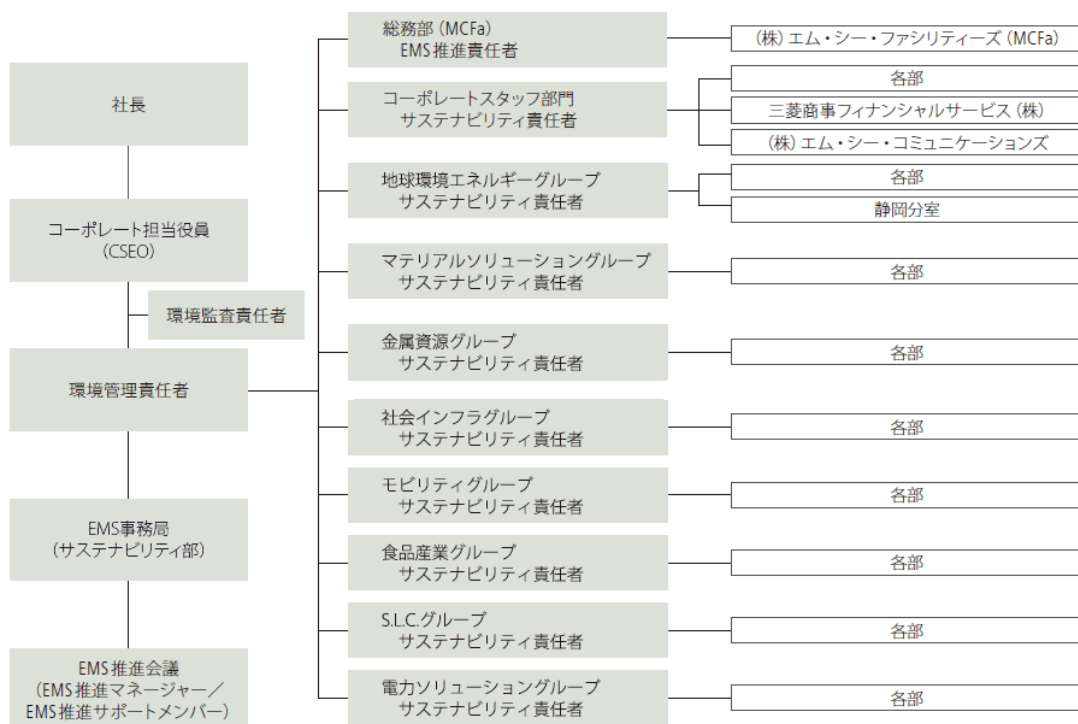 社長
コーポレート担当役員
(CSEO)
環境監査責任者
環境管理責任者
EMS事務局
(サステナビリティ部)
EMS推進会議
(EMS推進マネージャー/
EMS推進サポートメンバー)
総務部(MCFa)
EMS推進責任者
(株)エム・シー・ファシリティーズ(MCFa)
コーポレートスタッフ部門
サステナビリティ責任者
各部
三菱商事フィナンシャルサービス(株)
(株)エム・シー・コミュニケーションズ
地球環境エネルギーグループ
サステナビリティ責任者
各部
静岡分室
マテリアルソリューショングループ
サステナビリティ責任者
各部
金属資源グループ
サステナビリティ責任者
各部
社会インフラグループ
サステナビリティ責任者
各部
モビリティグループ
サステナビリティ責任者
各部
食品産業グループ
サステナビリティ責任者
各部
S.L.C.グループ
サステナビリティ責任者
各部
電力ソリューショングループ
サステナビリティ責任者
各部